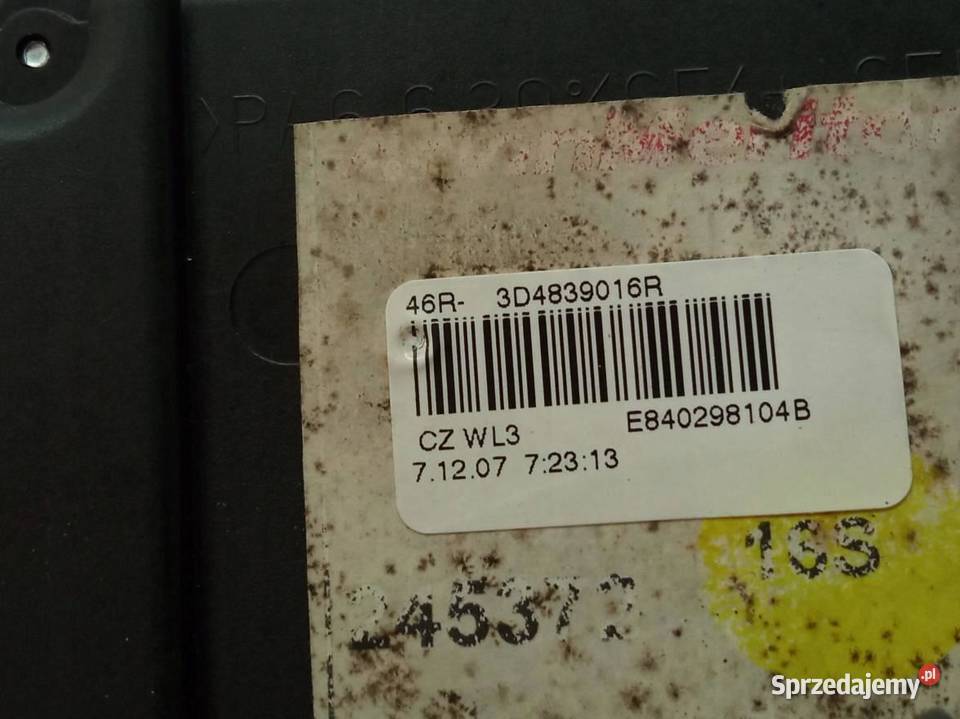 46R- 3D4839016R
E840298104B
CZ WL3
7.12.07 7:23:13
16S
Sprzedajemy.pl